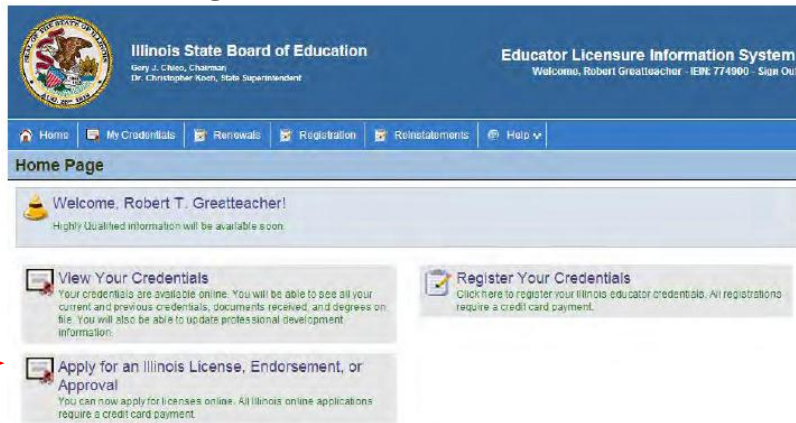 Illinois State Board of Education
Gery J. Chico, Chairman
Dr. Christopher Koch, State Superintendent
Educator Licensure Information System
Welcome, Robert Greatteacher - IEIN: 774900 - Sign Out
Home
My Credentials
Renewals
Registration
Reinstatements
Help
Home Page
Welcome, Robert T. Greatteacher!
Highly Qualified information will be available soon.
View Your Credentials
Your credentials are available online. You will be able to see all your
current and previous credentials, documents received, and degrees on
file. You will also be able to update professional development
information.
Apply for an Illinois License, Endorsement, or
Approval
You can now apply for licenses online. All Illinois online applications
require a credit card payment.
Register Your Credentials
Click here to register your Illinois educator credentials. All registrations
require a credit card payment.